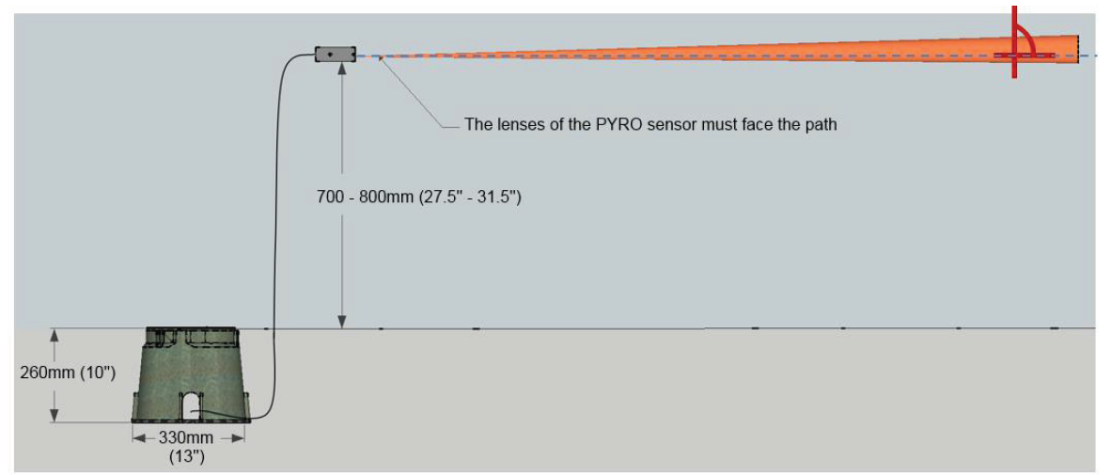 The lenses of the PYRO sensor must face the path
700 - 800mm (27.5" - 31.5")
260mm (10")
330mm
(13")